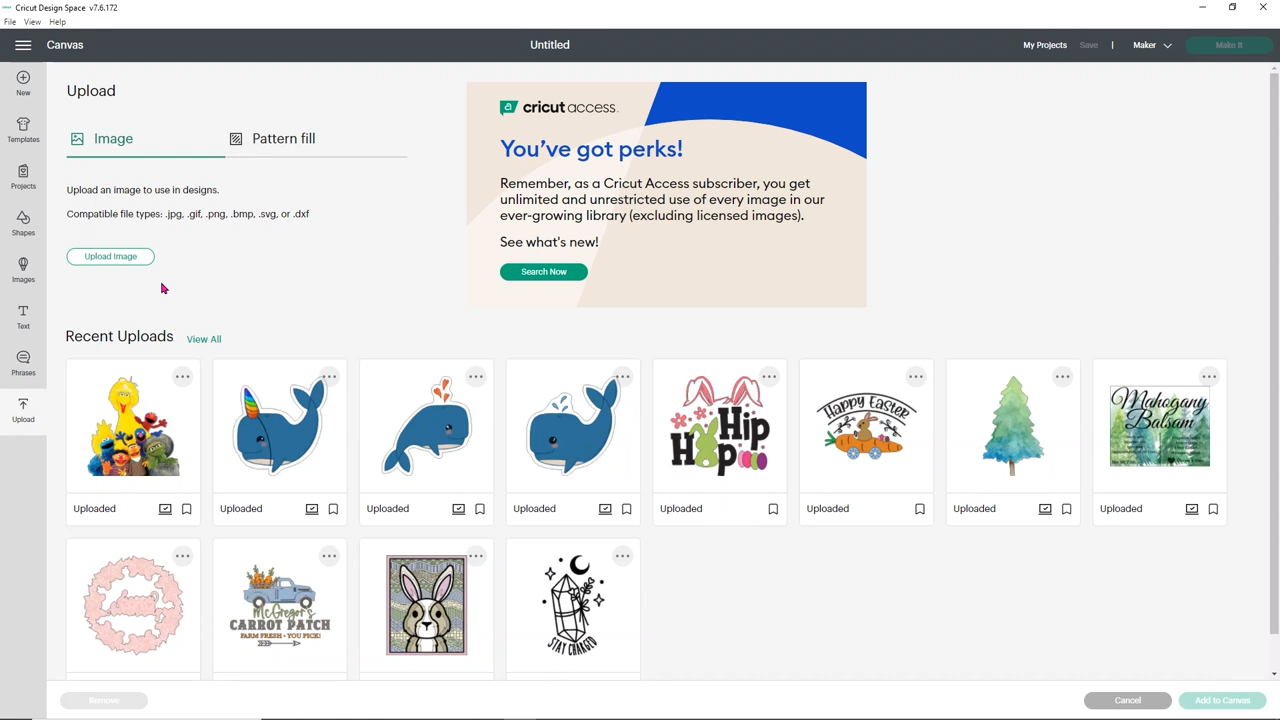 Cricut Design Space v7.6.172
File View Help
Canvas
Untitled
My Projects Save | Maker Make It
New
Templates
Projects
Shapes
Images
Text
Phrases
Upload
Upload
Image
Pattern fill
Upload an image to use in designs.
Compatible file types: .jpg, .gif, .png, .bmp, .svg, or .dxf
Upload Image
cricut access.
You've got perks!
Remember, as a Cricut Access subscriber, you get
unlimited and unrestricted use of every image in our
ever-growing library (excluding licensed images).
See what's new!
Search Now
Recent Uploads View All
Hip
Hop
Happy Easter
Mahogany
Balsam
Uploaded Uploaded Uploaded Uploaded Uploaded Uploaded Uploaded Uploaded
McGregor's
CARROT PATCH
FARM FRESH • YOU PICK!
STAY CHARGED
Remove
Cancel
Add to Canvas